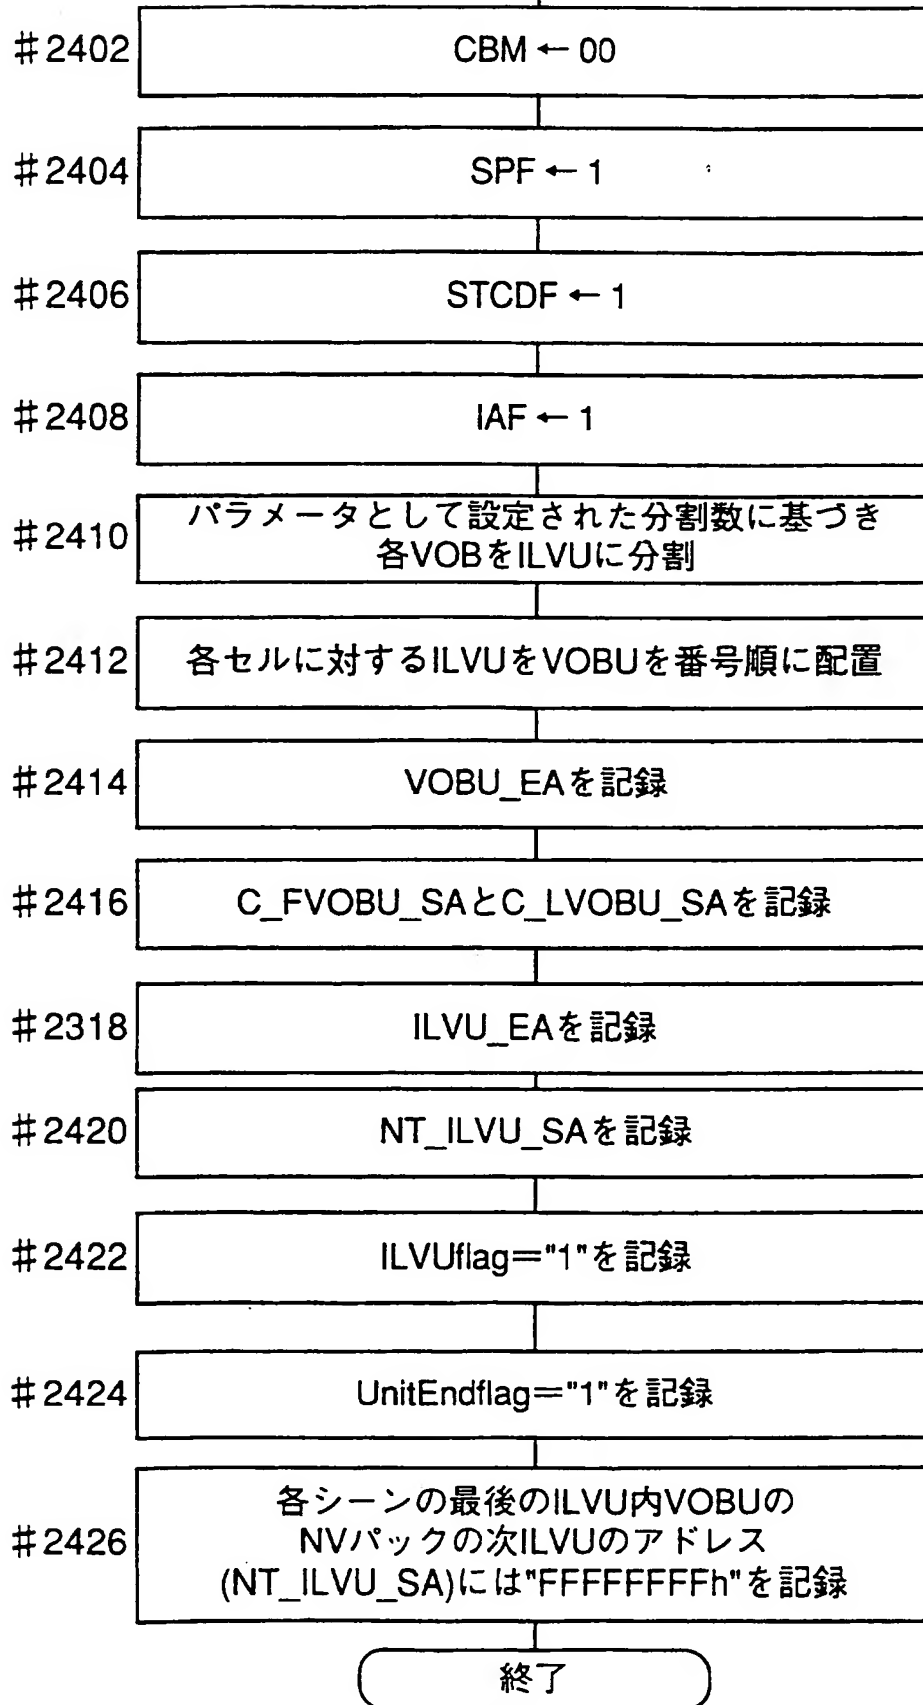 #2402 CBM ← 00
#2404 SPF ← 1
#2406 STCDF ← 1
#2408 IAF ← 1
#2410 パラメータとして設定された分割数に基づき
各VOBをILVUに分割
#2412 各セルに対するILVUをVOBUを番号順に配置
#2414 VOBU_EAを記録
#2416 C_FVOBU_SAとC_LVOBU_SAを記録
#2318 ILVU_EAを記録
#2420 NT_ILVU_SAを記録
#2422 ILVUflag="1"を記録
#2424 UnitEndflag="1"を記録
#2426 各シーンの最後のILVU内VOBUの
NVパックの次ILVUのアドレス
(NT_ILVU_SA)には"FFFFFFFFh"を記録
終了